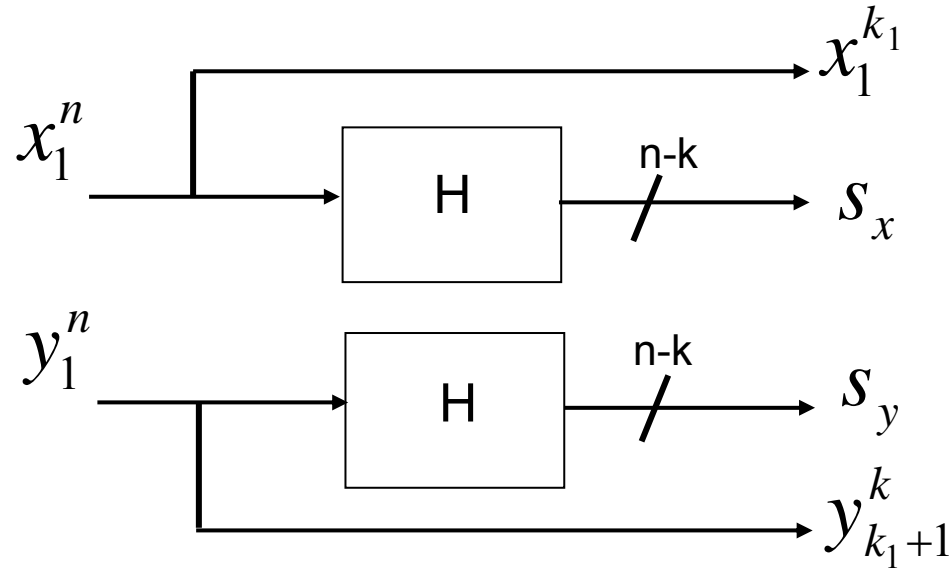 x_1^{k_1}
x_1^n
H
n-k
s_x
y_1^n
H
n-k
s_y
y_{k_1+1}^k